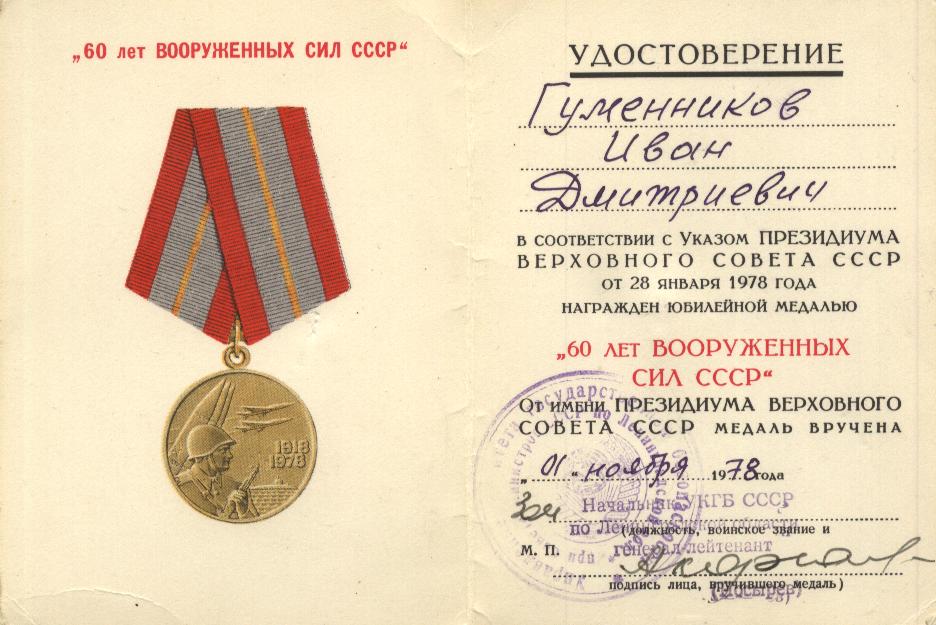 „60 лет ВООРУЖЕННЫХ СИЛ СССР“
1918
1978
УДОСТОВЕРЕНИЕ
Гуменников
Иван
Дмитриевич
В СООТВЕТСТВИИ С УКАЗОМ ПРЕЗИДИУМА
ВЕРХОВНОГО СОВЕТА СССР
ОТ 28 ЯНВАРЯ 1978 ГОДА
НАГРАЖДЕН ЮБИЛЕЙНОЙ МЕДАЛЬЮ
„60 ЛЕТ ВООРУЖЕННЫХ
СИЛ СССР“
ОТ ИМЕНИ ПРЕЗИДИУМА ВЕРХОВНОГО
СОВЕТА СССР МЕДАЛЬ ВРУЧЕНА
„01“ ноября 1978 года
Зам Начальник УКГБ СССР
по Ленинградской области
(должность, воинское звание и
М. П. генерал-лейтенант
подпись лица, вручившего медаль)
(Носырев)